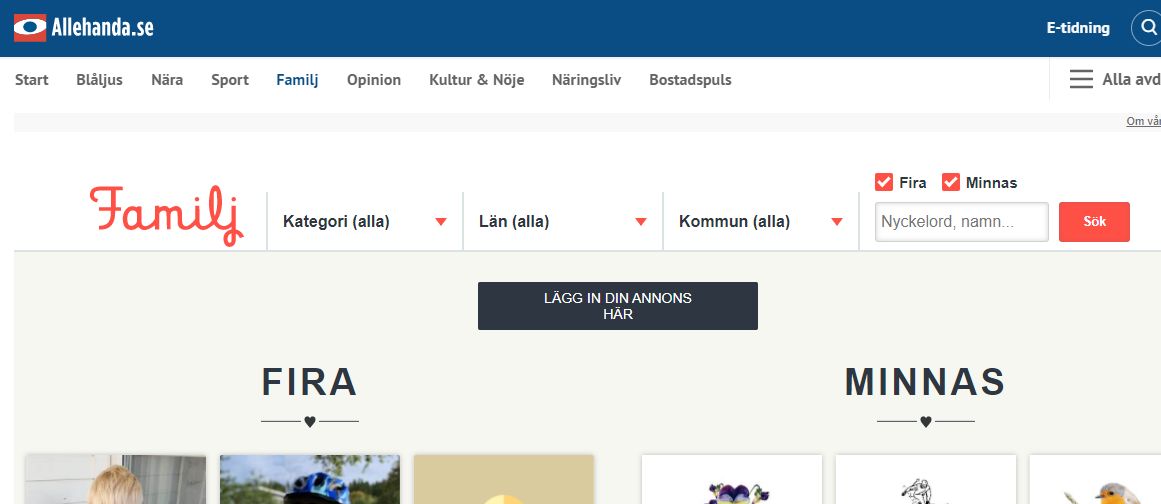 Allehanda.se
E-tidning
Start Blåljus Nära Sport Familj Opinion Kultur & Nöje Näringsliv Bostadspuls
Alla avd
Om vår
Fira Minnas
Familj Kategori (alla) Län (alla) Kommun (alla) Nyckelord, namn... Sök
LÄGG IN DIN ANNONS
HÄR
FIRA MINNAS